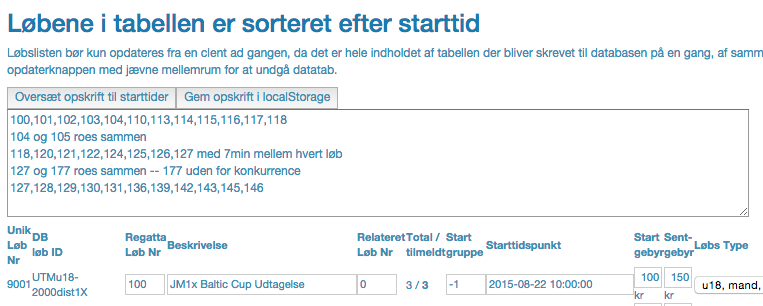 Løbene i tabellen er sorteret efter starttid
Løbslisten bør kun opdateres fra en clent ad gangen, da det er hele indholdet af tabellen der bliver skrevet til databasen på en gang, af samm
opdaterknappen med jævne mellemrum for at undgå datatab.
Oversæt opskrift til starttider Gem opskrift i localStorage
100,101,102,103,104,110,113,114,115,116,117,118
104 og 105 roes sammen
118,120,121,122,124,125,126,127 med 7min mellem hvert løb
127 og 177 roes sammen -- 177 uden for konkurrence
127,128,129,130,131,136,139,142,143,145,146
Unik
Løb DB Regatta Beskrivelse Relateret Total / Start Starttidspunkt Start Sent- Løbs Type
Nr løb ID Løb Nr Løb Nr tilmeldt gruppe gebyr gebyr
9001 UTMu18- 100 JM1x Baltic Cup Udtagelse 0 3 / 3 -1 2015-08-22 10:00:00 100 150 u18, mand,
2000dist1X kr kr